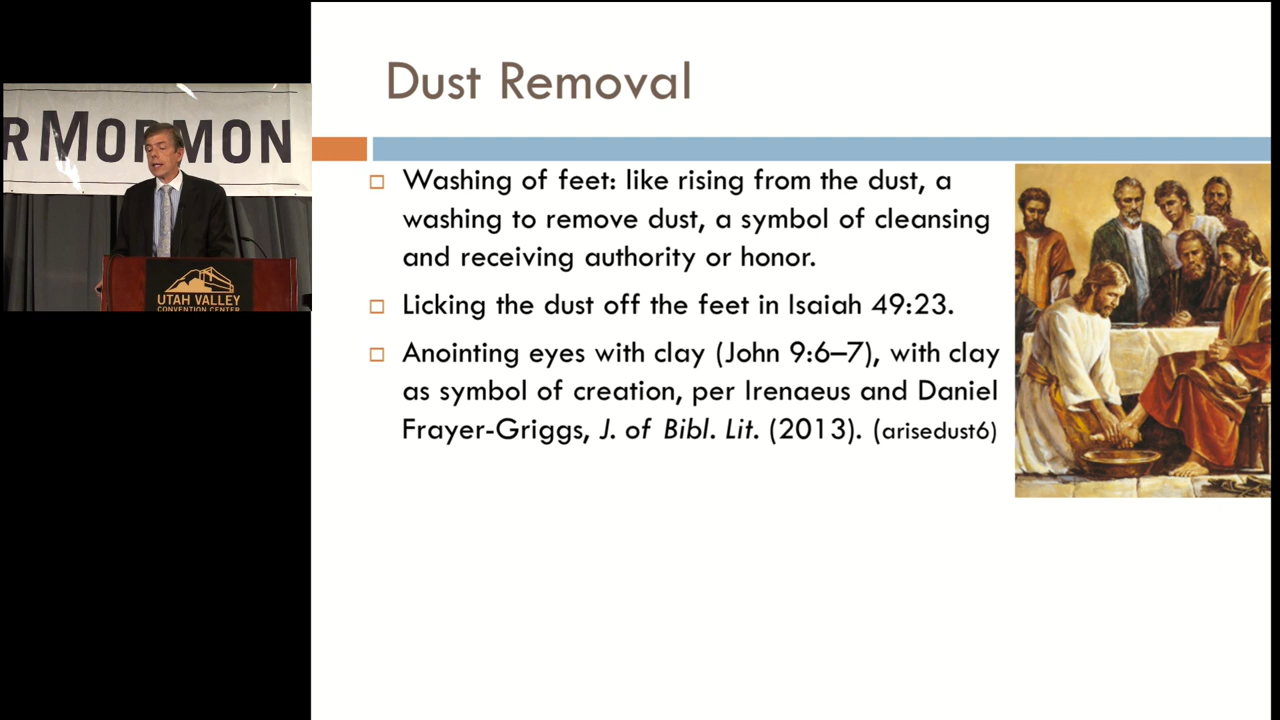 R MORMON
UTAH VALLEY
CONVENTION CENTER
Dust Removal
Washing of feet: like rising from the dust, a
washing to remove dust, a symbol of cleansing
and receiving authority or honor.
Licking the dust off the feet in Isaiah 49:23.
Anointing eyes with clay (John 9:6–7), with clay
as symbol of creation, per Irenaeus and Daniel
Frayer-Griggs, J. of Bibl. Lit. (2013). (arisedust6)